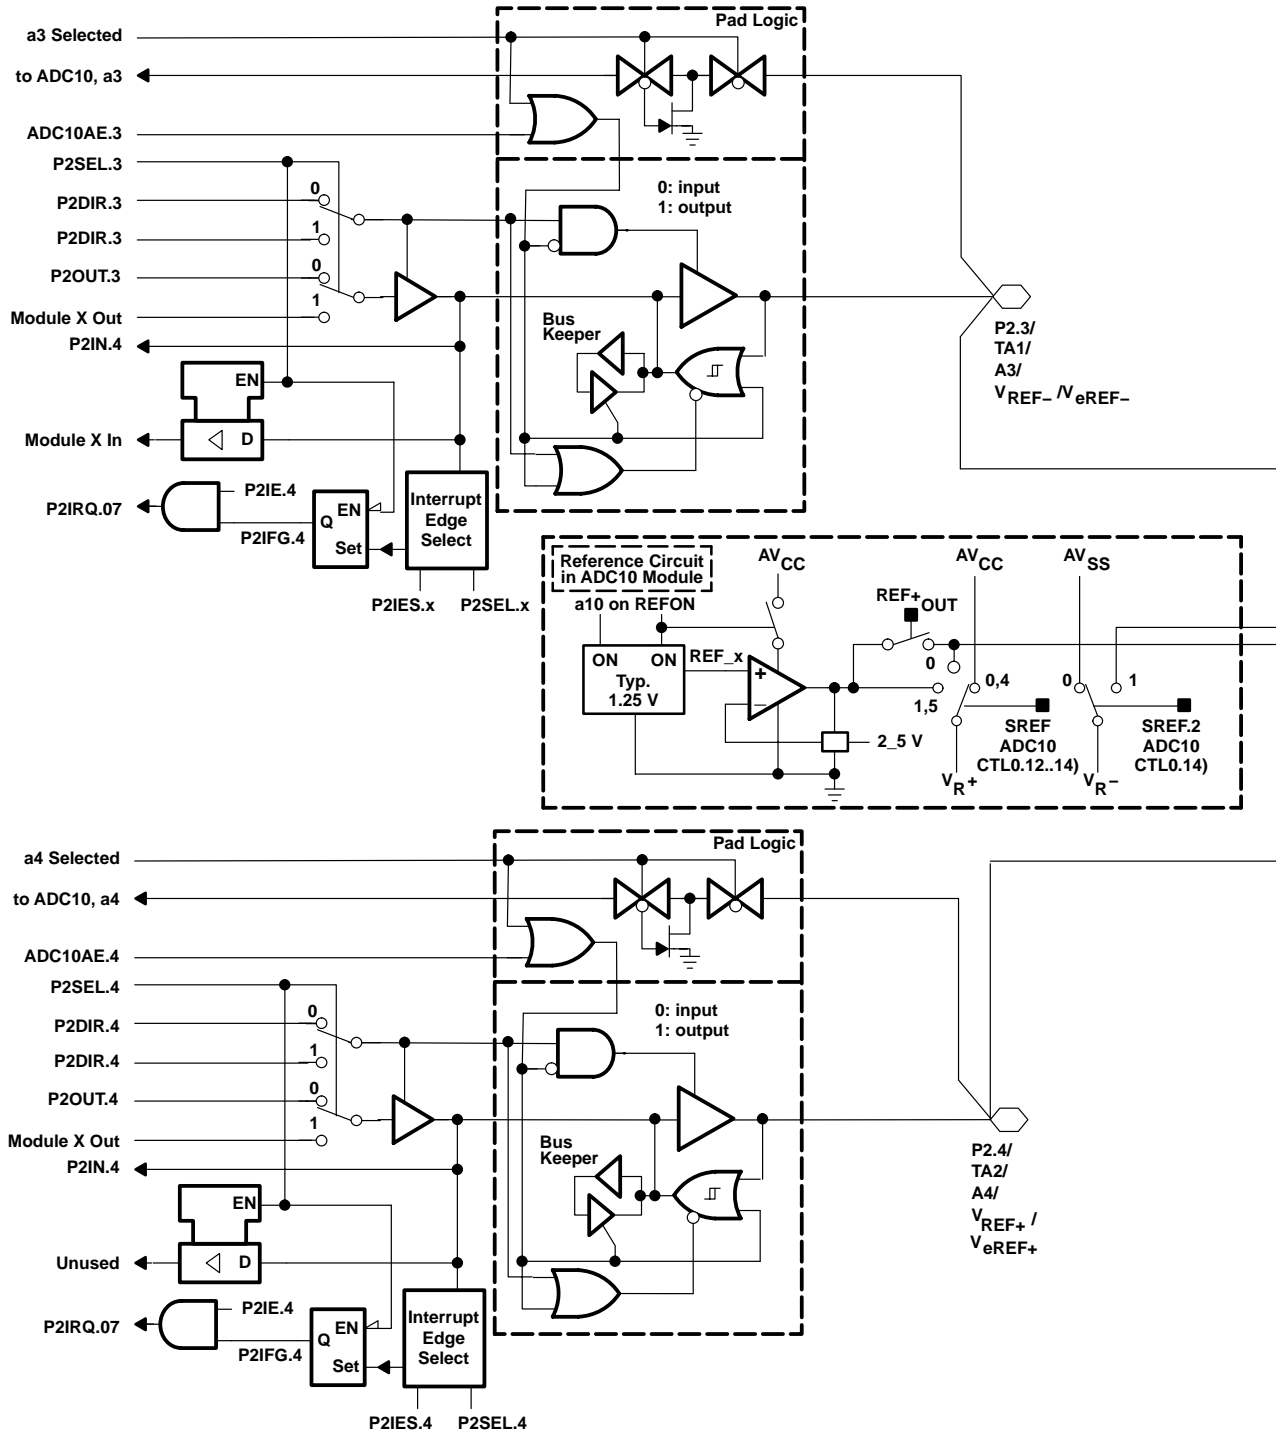 Pad Logic
a3 Selected
to ADC10, a3
ADC10AE.3
P2SEL.3
0
P2DIR.3
1
P2DIR.3
0
P2OUT.3
1
Module X Out
P2IN.4
0: input
1: output
Bus
Keeper
EN
D
Module X In
P2IE.4
P2IRQ.07
P2IFG.4
Q
EN
Set
Interrupt
Edge
Select
P2IES.x
P2SEL.x
P2.3/
TA1/
A3/
VREF− /VeREF−
Reference Circuit
in ADC10 Module
AVCC
AVCC
AVSS
a10 on REFON
ON ON
Typ.
1.25 V
REF_x
+
−
REF+
OUT
0
1,5
0,4
0
1
2_5 V
SREF
ADC10
CTL0.12..14)
SREF.2
ADC10
CTL0.14)
VR+
VR−
Pad Logic
a4 Selected
to ADC10, a4
ADC10AE.4
P2SEL.4
0
P2DIR.4
1
P2DIR.4
0
P2OUT.4
1
Module X Out
P2IN.4
0: input
1: output
Bus
Keeper
EN
D
Unused
P2IE.4
P2IRQ.07
P2IFG.4
Q
EN
Set
Interrupt
Edge
Select
P2IES.4
P2SEL.4
P2.4/
TA2/
A4/
VREF+ /
VeREF+